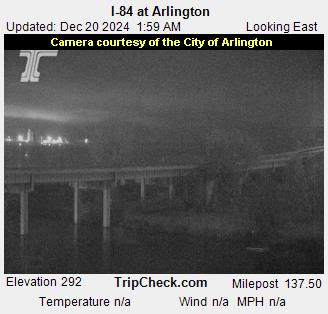 I-84 at Arlington
Updated: Dec 20 2024 1:59 AM Looking East
Camera courtesy of the City of Arlington
Elevation 292 TripCheck.com Milepost 137.50
Temperature n/a Wind n/a MPH n/a